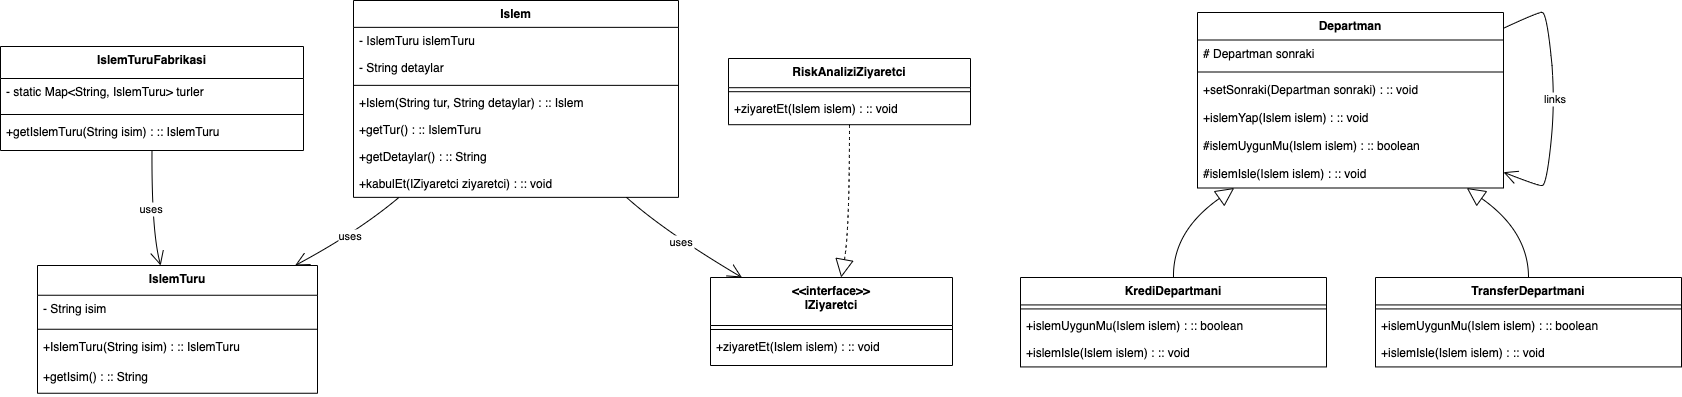 IslemTuruFabrikasi
- static Map<String, IslemTuru> turler
+getIslemTuru(String isim) : :: IslemTuru
uses
IslemTuru
- String isim
+IslemTuru(String isim) : :: IslemTuru
+getIsim() : :: String
Islem
- IslemTuru islemTuru
- String detaylar
+Islem(String tur, String detaylar) : :: Islem
+getTur() : :: IslemTuru
+getDetaylar() : :: String
+kabulEt(IZiyaretci ziyaretci) : :: void
uses
uses
RiskAnaliziZiyaretci
+ziyaretEt(Islem islem) : :: void
<<interface>>
IZiyaretci
+ziyaretEt(Islem islem) : :: void
Departman
# Departman sonraki
+setSonraki(Departman sonraki) : :: void
+islemYap(Islem islem) : :: void
#islemUygunMu(Islem islem) : :: boolean
#islemIsle(Islem islem) : :: void
links
KrediDepartmani
+islemUygunMu(Islem islem) : :: boolean
+islemIsle(Islem islem) : :: void
TransferDepartmani
+islemUygunMu(Islem islem) : :: boolean
+islemIsle(Islem islem) : :: void